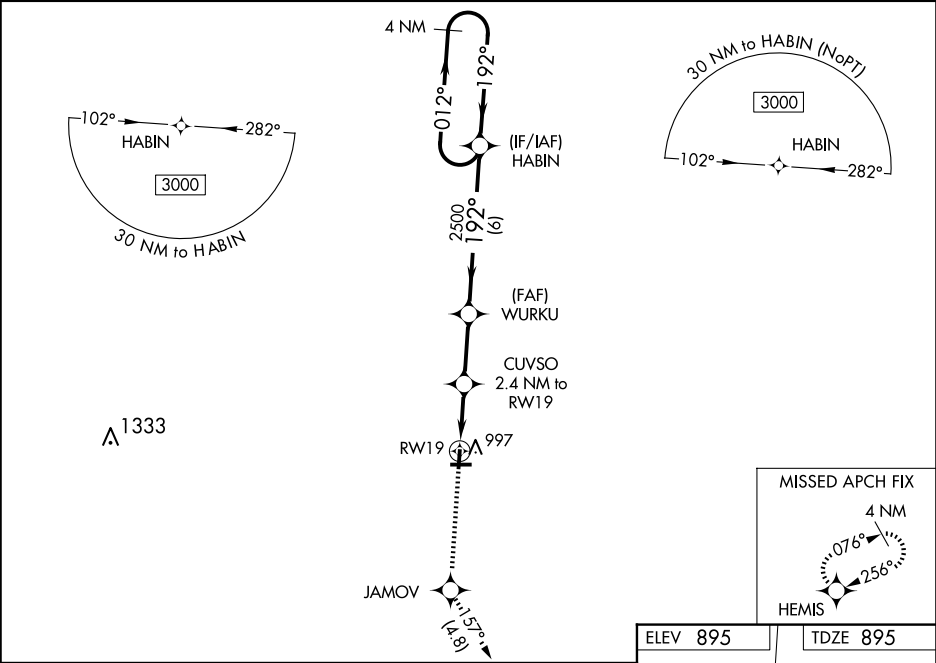 4 NM
192°
012°
(IF/IAF)
HABIN
2500
192°
(6)
(FAF)
WURKU
CUVSO
2.4 NM to
RW19
RW19
997
1333
JAMOV
157°
(4.8)
102°
HABIN
282°
3000
30 NM to HABIN
30 NM to HABIN (NoPT)
3000
HABIN
102°
282°
MISSED APCH FIX
4 NM
076°
256°
HEMIS
ELEV 895
TDZE 895